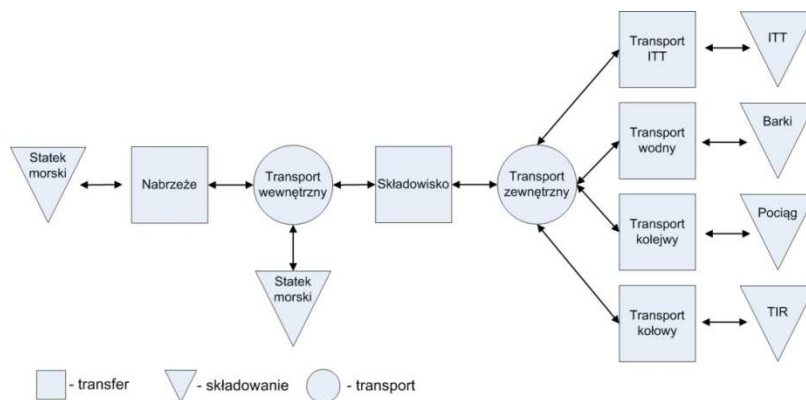 Statek
morski
Nabrzeże
Transport
wewnętrzny
Statek
morski
Składowisko
Transport
zewnętrzny
Transport
ITT
ITT
Transport
wodny
Barki
Transport
kolejwy
Pociąg
Transport
kołowy
TIR
- transfer
- składowanie
- transport